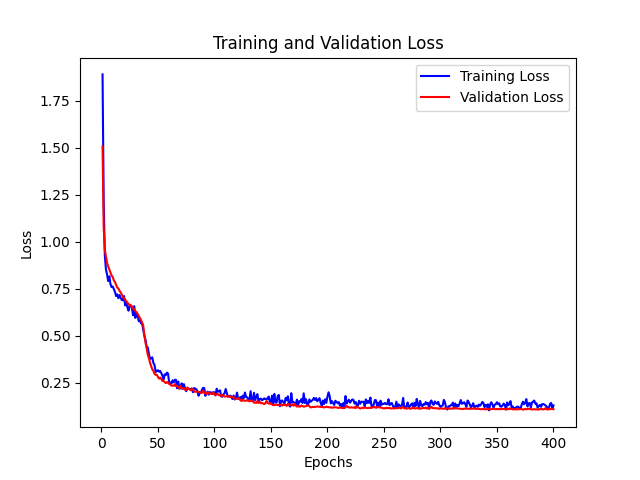 Training and Validation Loss
Training Loss
Validation Loss
1.75
1.50
1.25
1.00
0.75
0.50
0.25
Loss
0 50 100 150 200 250 300 350 400
Epochs